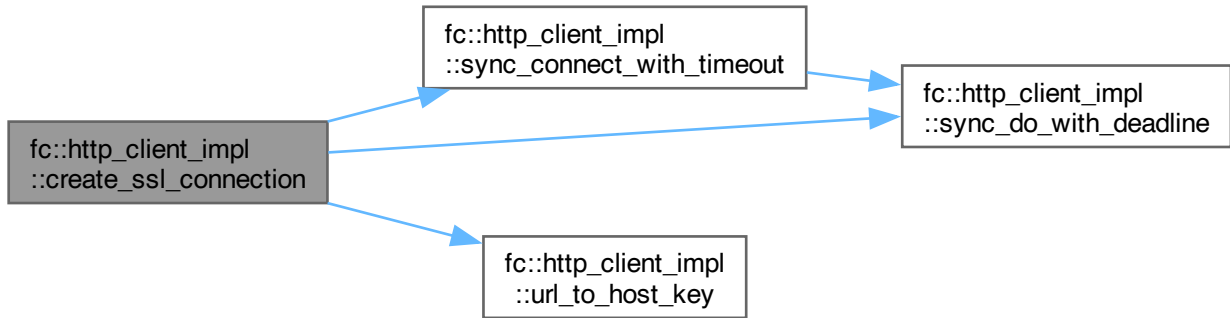 fc::http_client_impl
::sync_connect_with_timeout
fc::http_client_impl
::sync_do_with_deadline
fc::http_client_impl
::create_ssl_connection
fc::http_client_impl
::url_to_host_key